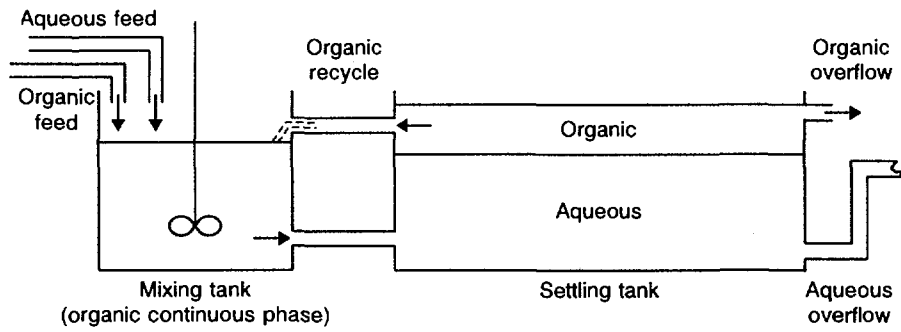 Aqueous feed
Organic
feed
Organic
recycle
Organic
overflow
Organic
Aqueous
Mixing tank
(organic continuous phase)
Settling tank
Aqueous
overflow